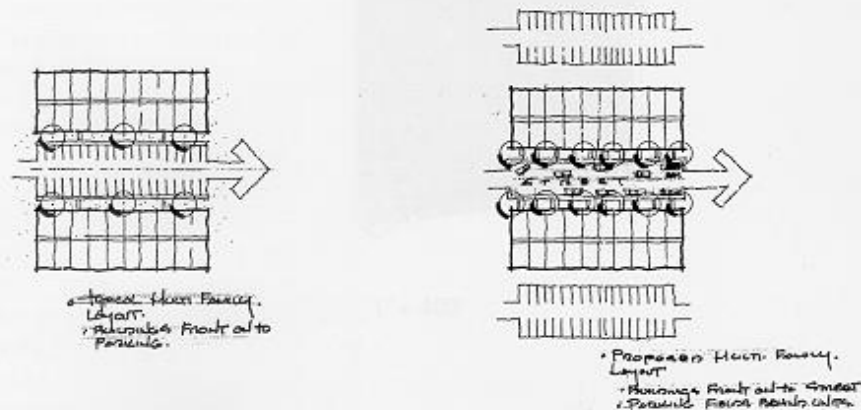 • Typical Multi Family.
Layout.
• Buildings Front on to
Parking.
STREET
• Proposed Multi. Family.
Layout
• Buildings Front on to Street
• Parking Behind Units.